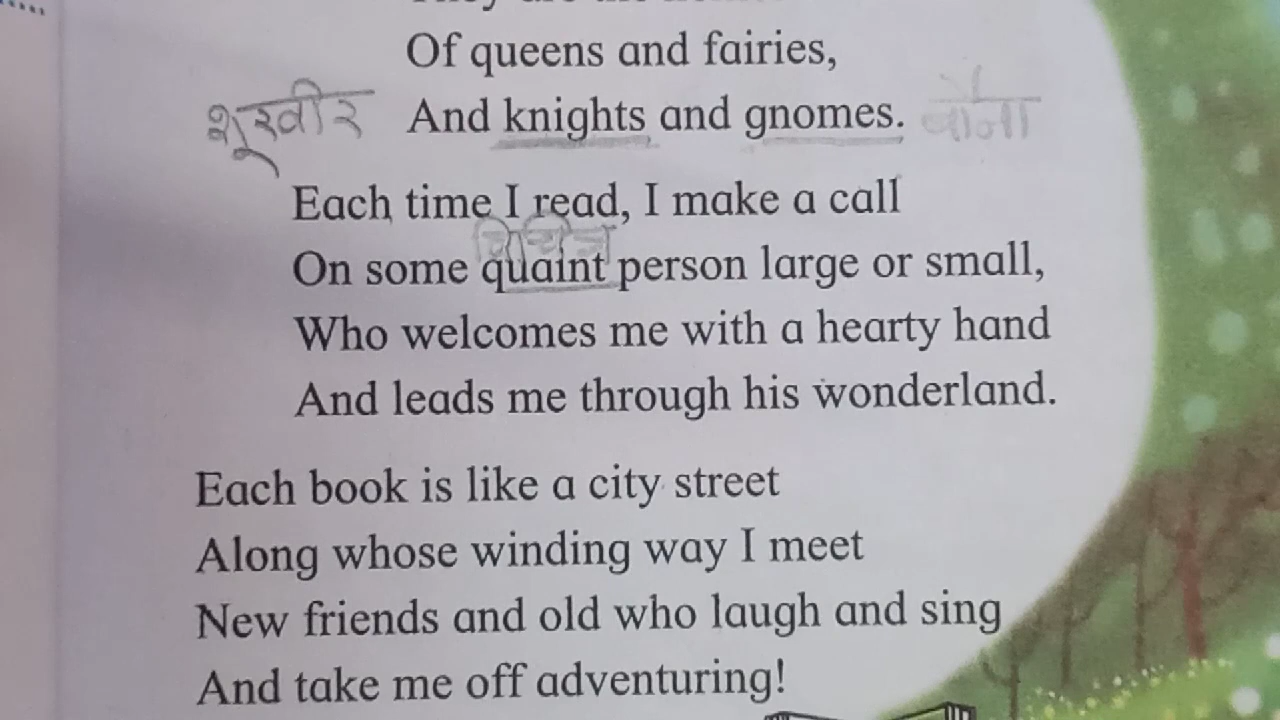 Of queens and fairies,
शूरवीर And knights and gnomes.
Each time I read, I make a call
On some quaint person large or small,
Who welcomes me with a hearty hand
And leads me through his wonderland.
Each book is like a city street
Along whose winding way I meet
New friends and old who laugh and sing
And take me off adventuring!